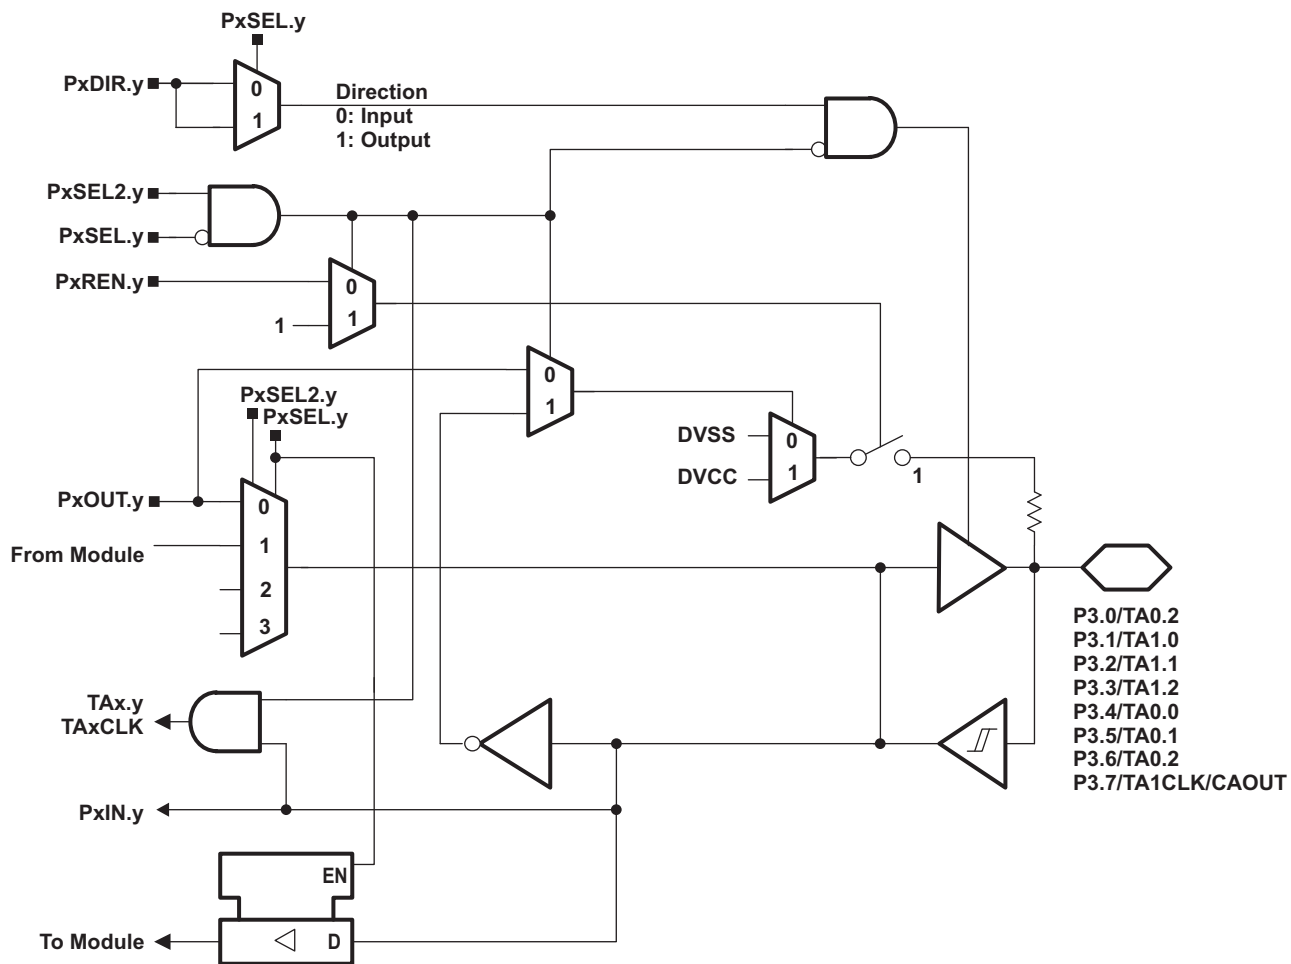 PxSEL.y
PxDIR.y
0
1
Direction
0: Input
1: Output
PxSEL2.y
PxSEL.y
PxREN.y
0
1
1
PxSEL2.y
PxSEL.y
0
1
DVSS
DVCC
0
1
1
PxOUT.y
From Module
0
1
2
3
P3.0/TA0.2
P3.1/TA1.0
P3.2/TA1.1
P3.3/TA1.2
P3.4/TA0.0
P3.5/TA0.1
P3.6/TA0.2
P3.7/TA1CLK/CAOUT
TAx.y
TAxCLK
PxIN.y
EN
D
To Module